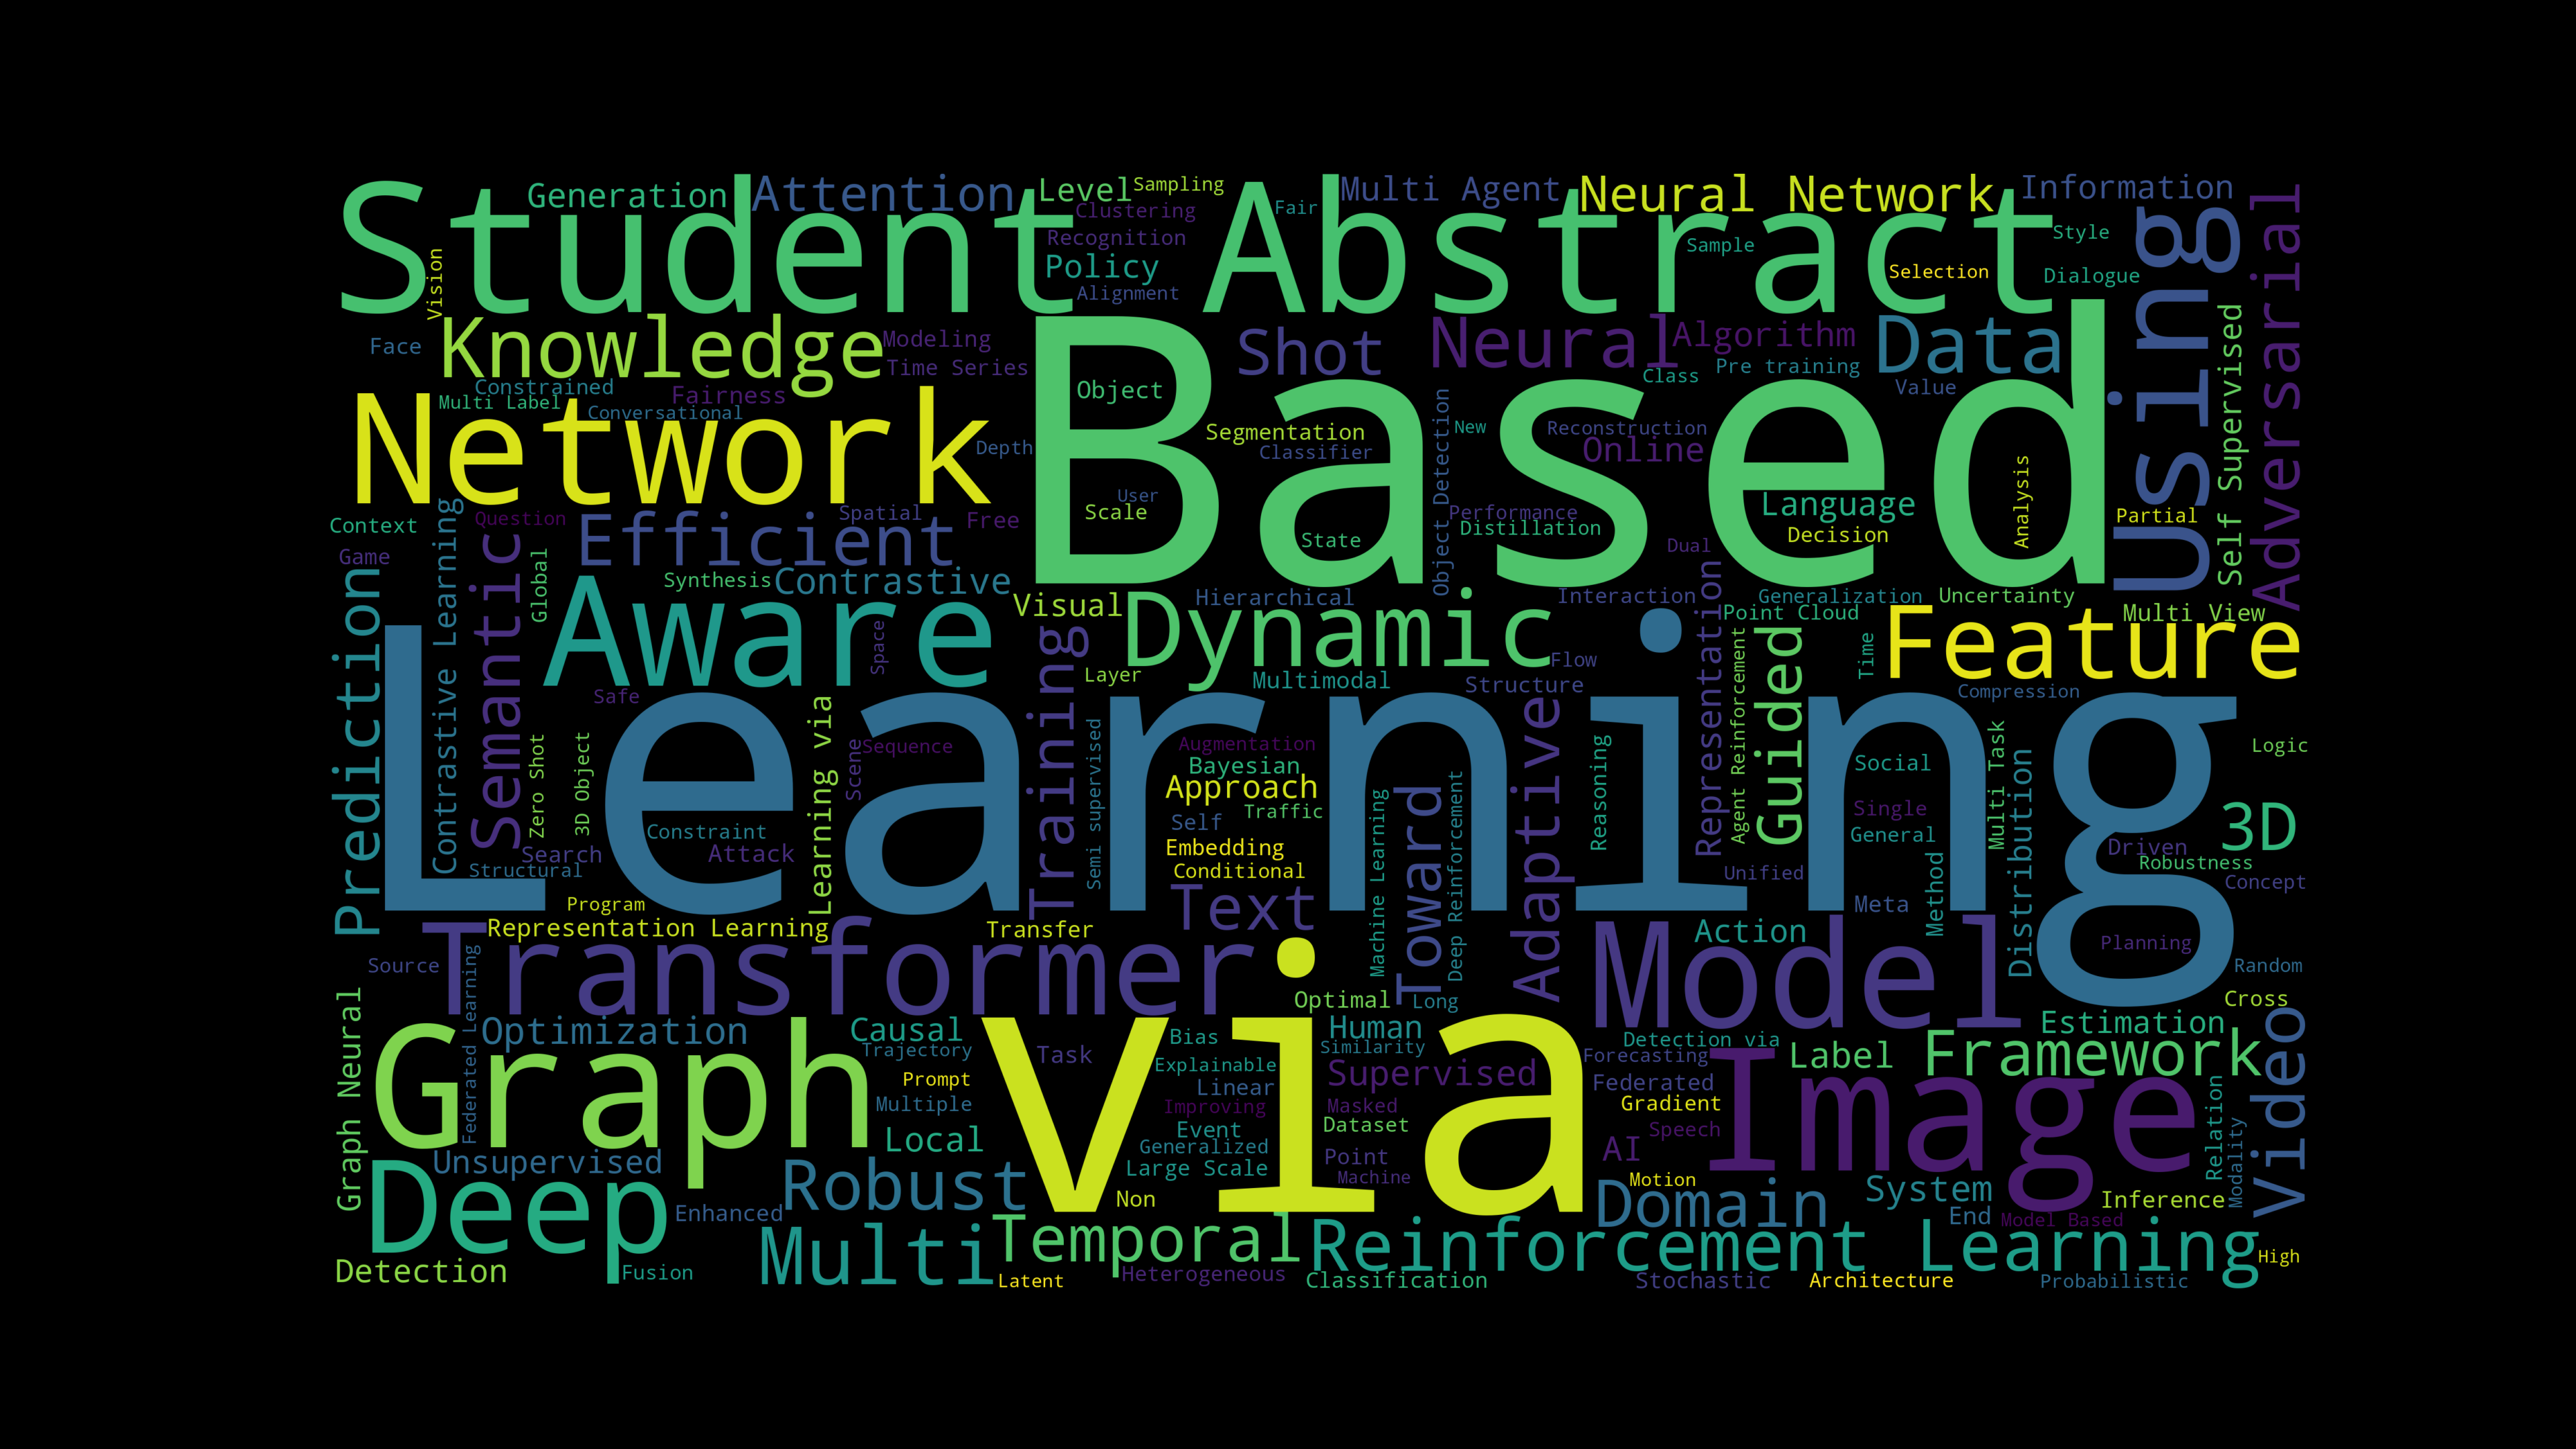 Student
Abstract
Generation
Attention
Level
Sampling
Multi Agent
Neural Network
Information
Clustering
Fair
Recognition
Policy
Alignment
Sample
Style
Selection
Dialogue
Using
Adversarial
Vision
Face
Knowledge
Modeling
Time Series
Shot
Neural
Algorithm
Data
Pre training
Class
Value
Self Supervised
Constrained
Fairness
Multi Label
Conversational
Network
Depth
Based
Object
Segmentation
Classifier
Object Detection
New
Reconstruction
Online
User
Scale
State
Performance
Distillation
Language
Decision
Analysis
Partial
Dual
Context
Question
Game
Contrastive Learning
Efficient
Spatial
Free
Global
Synthesis
Contrastive
Aware
Visual
Dynamic
Hierarchical
Interaction
Generalization
Uncertainty
Point Cloud
Multi View
Feature
Prediction
Semantic
Space
Safe
Training
Layer
Multimodal
Flow
Structure
Representation
Agent Reinforcement
Guided
Time
Compression
Learning
Zero Shot
3D Object
Learning via
Scene
Sequence
Semi supervised
Augmentation
Bayesian
Approach
Traffic
Self
Embedding
Conditional
Text
Machine Learning
Toward
Deep Reinforcement
Adaptive
Reasoning
Social
Single
General
Multi Task
Distribution
Logic
3D
Driven
Robustness
Concept
Constraint
Search
Attack
Structural
Unified
Meta
Method
Program
Representation Learning
Transfer
Transformer
Source
Federated Learning
Optimal
Long
Model
Action
Planning
Random
Cross
Graph Neural
Optimization
Causal
Trajectory
Task
Bias
Human
Similarity
Detection via
Forecasting
Label
Estimation
Framework
Video
Graph
via
Prompt
Multiple
Explainable
Linear
Improving
Supervised
Masked
Dataset
Federated
Gradient
Image
Relation
Modality
Local
Event
Generalized
Large Scale
Point
Machine
AI
Speech
Unsupervised
Deep
Enhanced
Robust
Non
Motion
Domain
System
End
Model Based
Inference
Detection
Fusion
Multi
Temporal
Latent
Heterogeneous
Reinforcement Learning
Classification
Stochastic
Architecture
Probabilistic
High